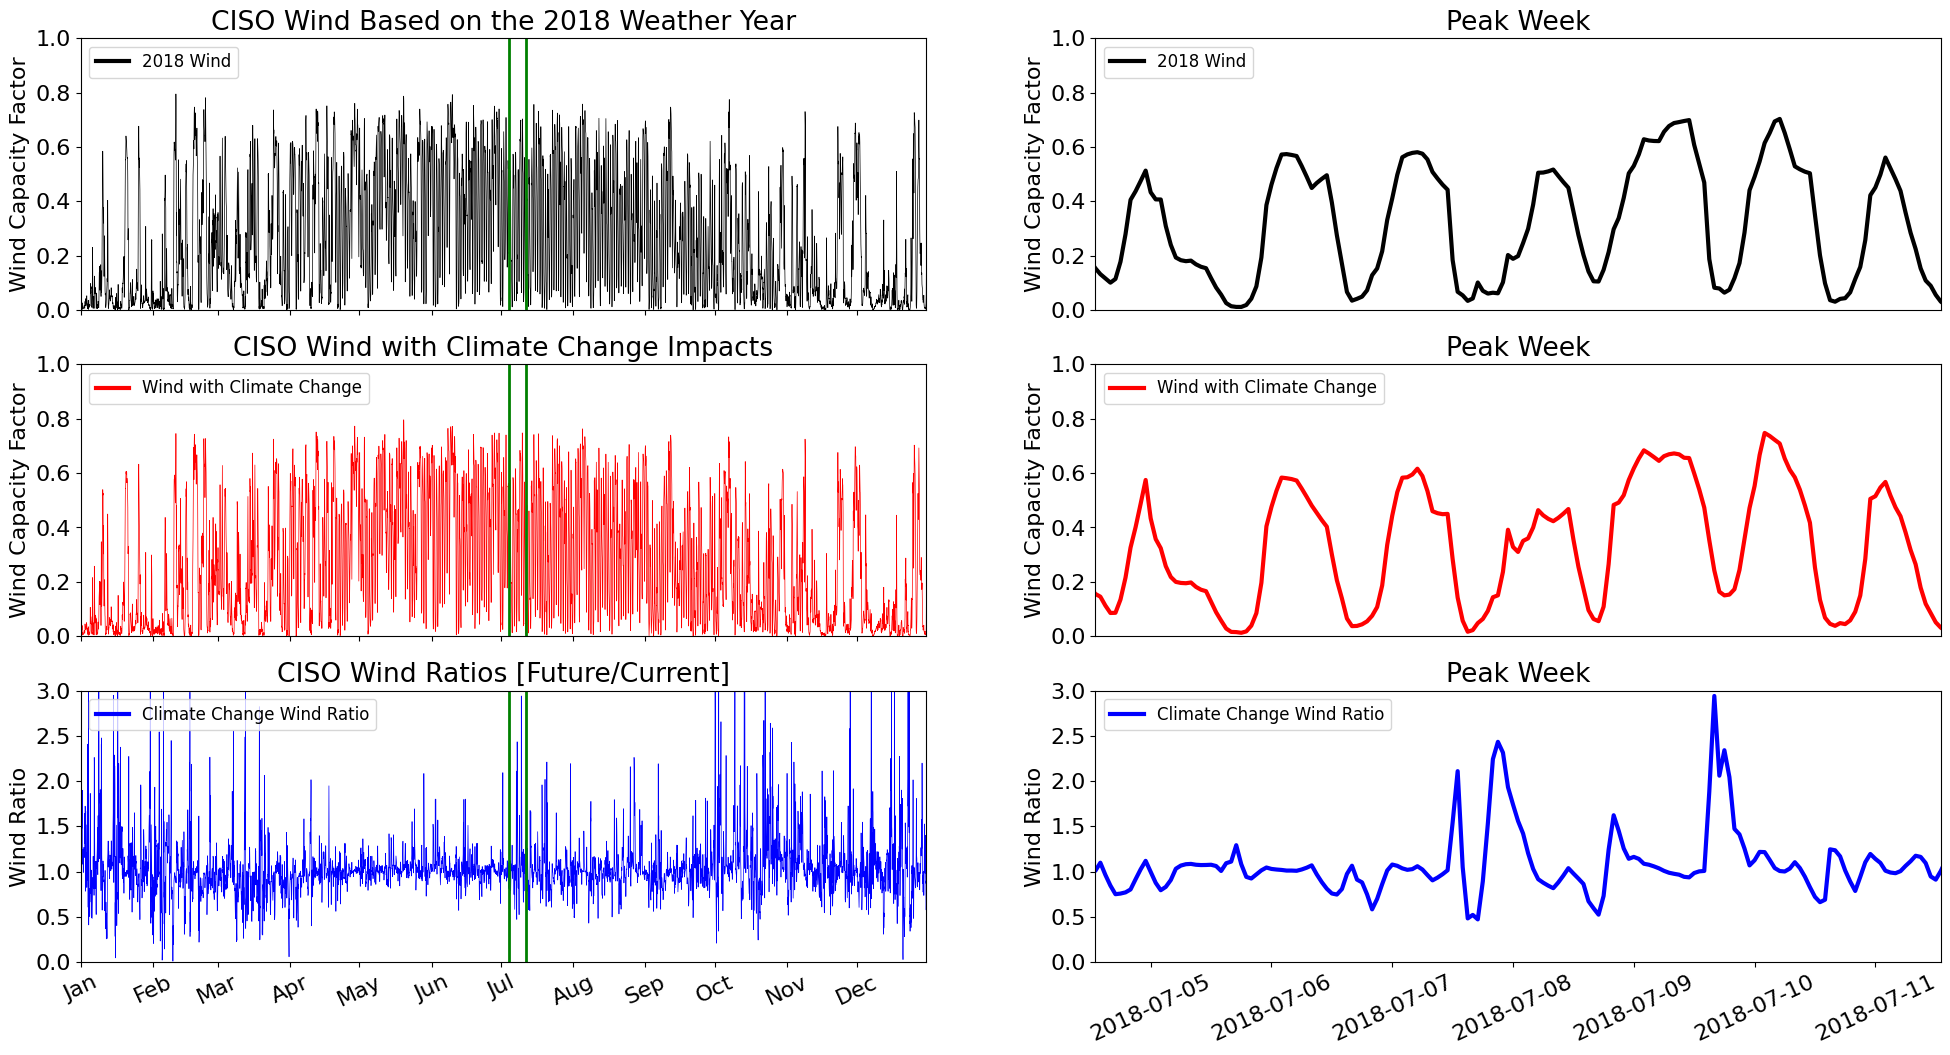 CISO Wind Based on the 2018 Weather Year
Wind Capacity Factor
1.0
0.8
0.6
0.4
0.2
0.0
2018 Wind
Peak Week
Wind Capacity Factor
1.0
0.8
0.6
0.4
0.2
0.0
2018 Wind
CISO Wind with Climate Change Impacts
Wind Capacity Factor
1.0
0.8
0.6
0.4
0.2
0.0
Wind with Climate Change
Peak Week
Wind Capacity Factor
1.0
0.8
0.6
0.4
0.2
0.0
Wind with Climate Change
CISO Wind Ratios [Future/Current]
Wind Ratio
3.0
2.5
2.0
1.5
1.0
0.5
0.0
Climate Change Wind Ratio
Jan Feb Mar Apr May Jun Jul Aug Sep Oct Nov Dec
Peak Week
Wind Ratio
3.0
2.5
2.0
1.5
1.0
0.5
0.0
Climate Change Wind Ratio
2018-07-05 2018-07-06 2018-07-07 2018-07-08 2018-07-09 2018-07-10 2018-07-11